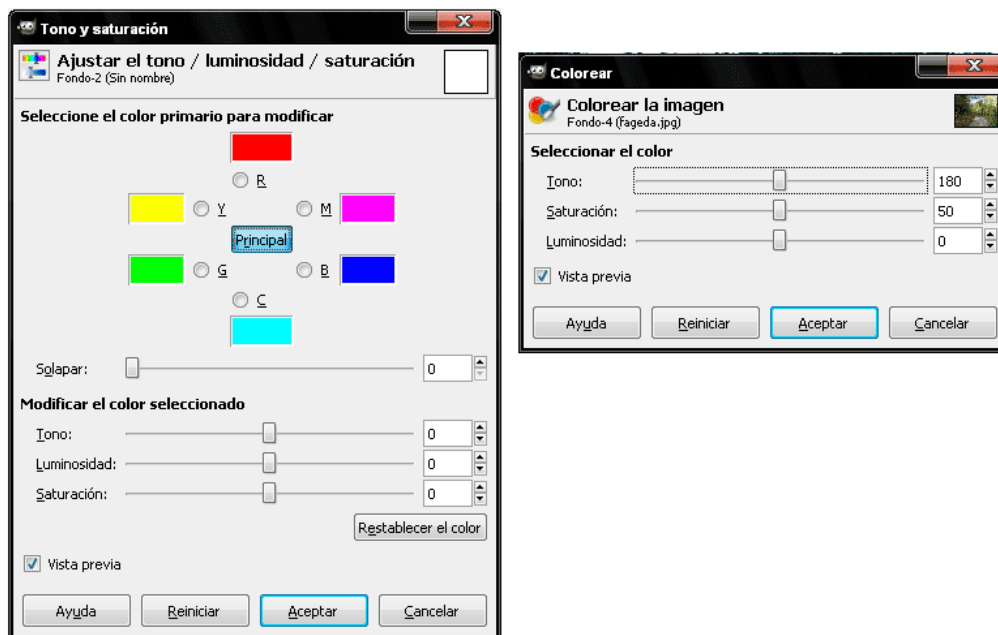 Tono y saturación
Ajustar el tono / luminosidad / saturación
Fondo-2 (Sin nombre)
Seleccione el color primario para modificar
R
Y M
Principal
G B
C
Solapar: 0
Modificar el color seleccionado
Tono: 0
Luminosidad: 0
Saturación: 0
Restablecer el color
Vista previa
Ayuda Reiniciar Aceptar Cancelar
Colorear
Colorear la imagen
Fondo-4 (fageda.jpg)
Seleccionar el color
Tono: 180
Saturación: 50
Luminosidad: 0
Vista previa
Ayuda Reiniciar Aceptar Cancelar